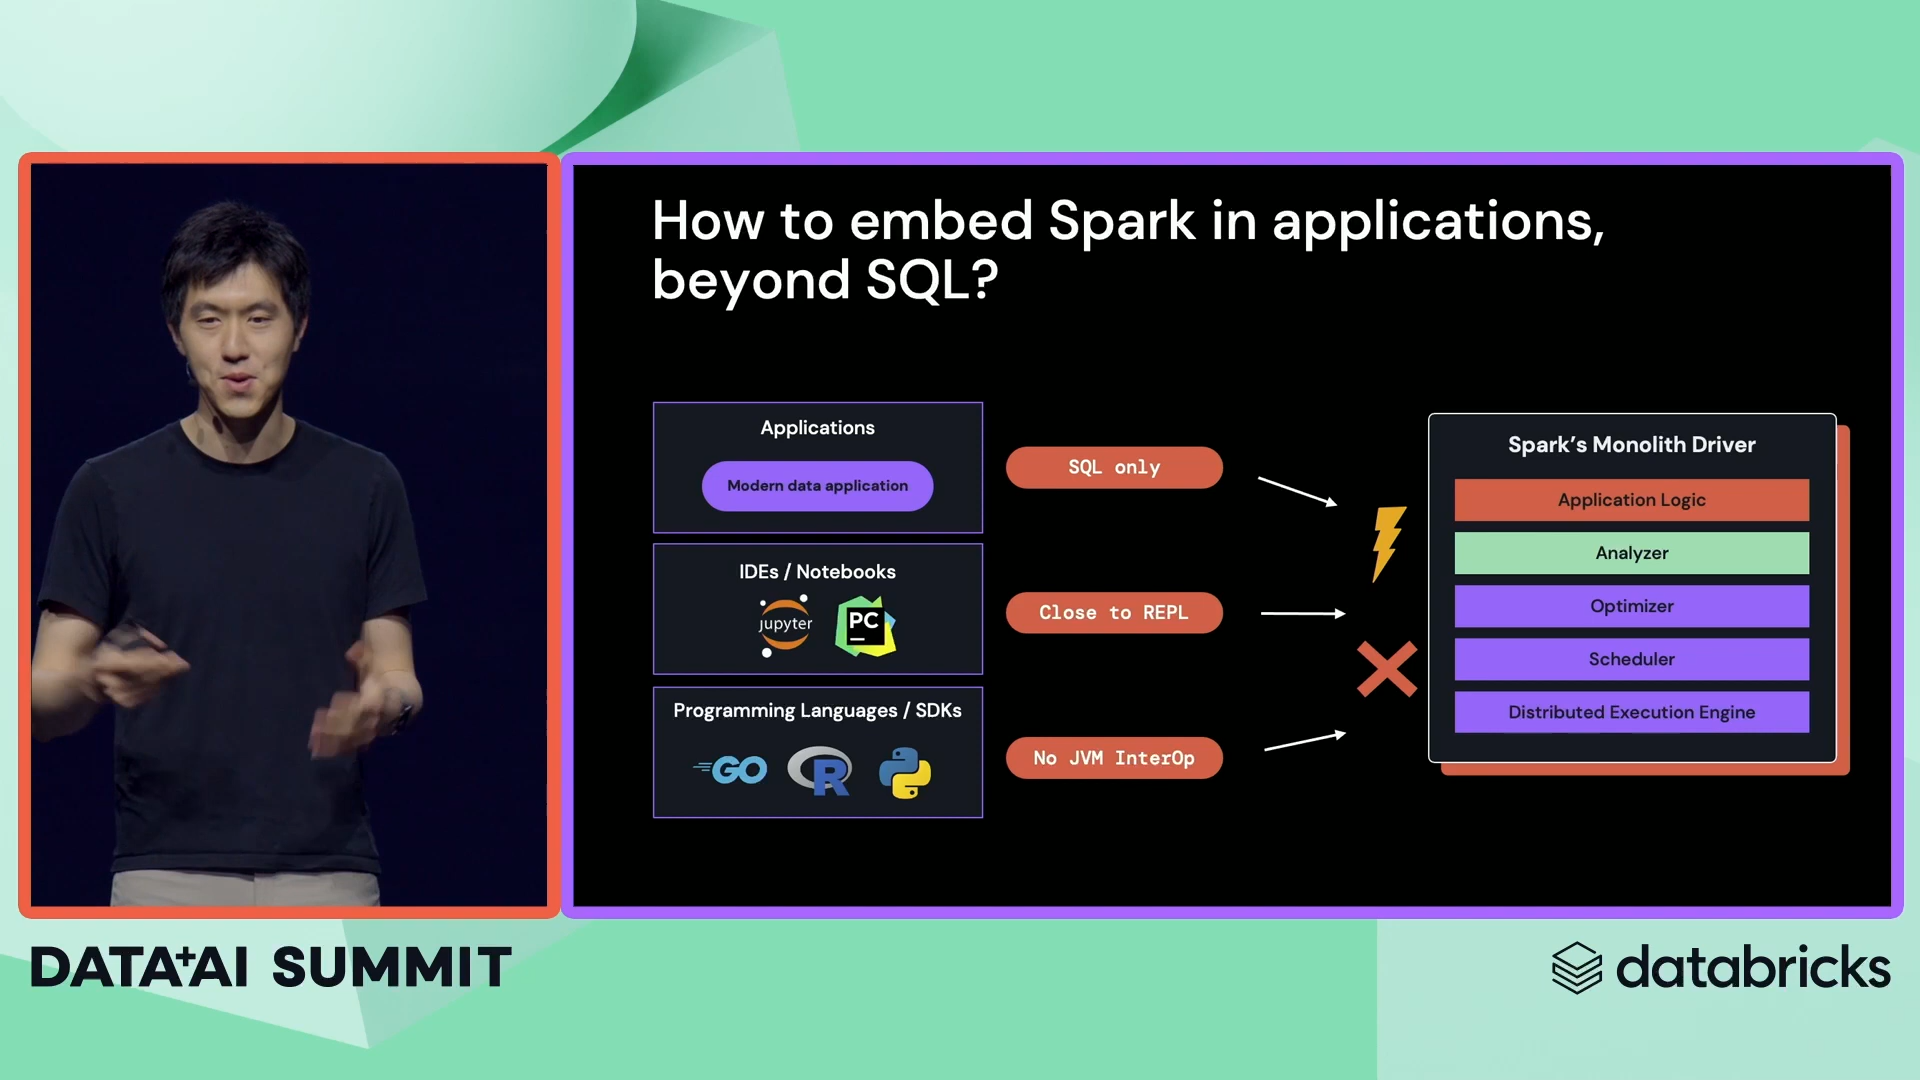 How to embed Spark in applications,
beyond SQL?
Applications
Modern data application
SQL only
IDEs / Notebooks
jupyter
PC
Close to REPL
Programming Languages / SDKs
GO
R
No JVM InterOp
Spark’s Monolith Driver
Application Logic
Analyzer
Optimizer
Scheduler
Distributed Execution Engine
DATA+AI SUMMIT
databricks